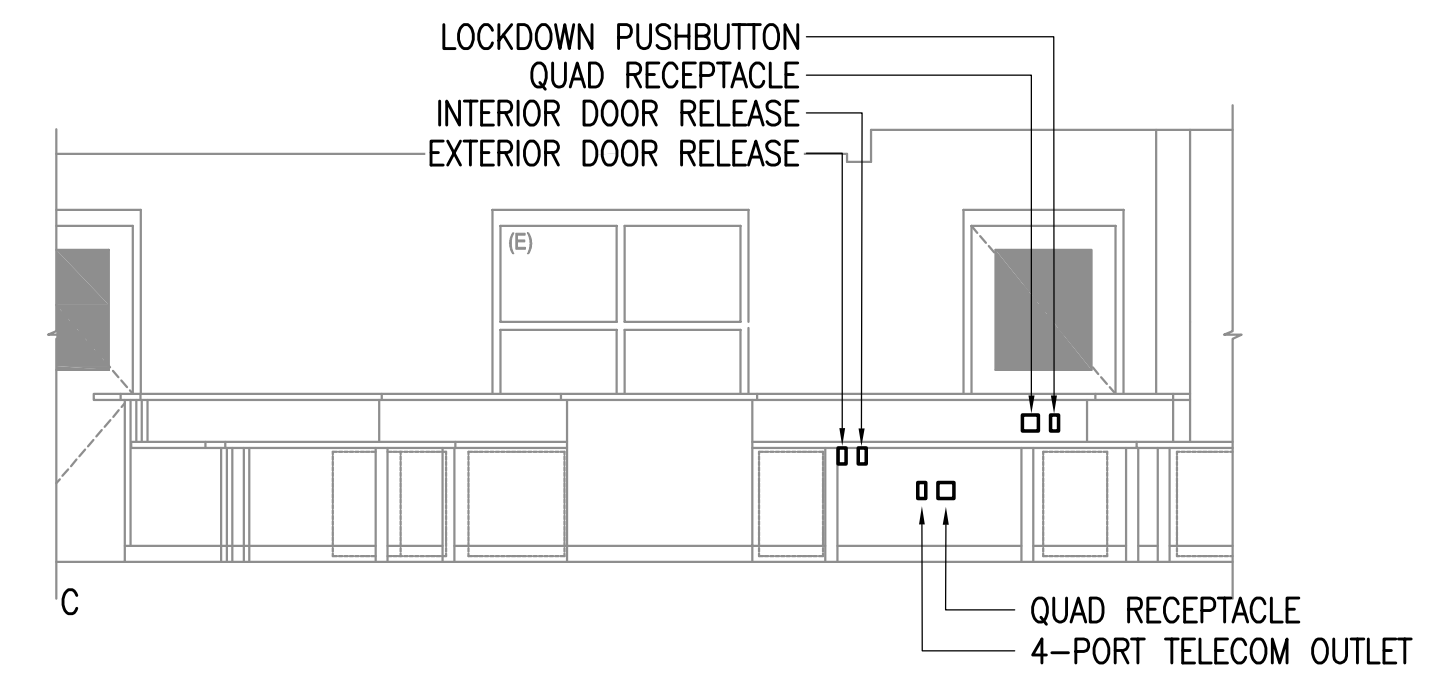 LOCKDOWN PUSHBUTTON
QUAD RECEPTACLE
INTERIOR DOOR RELEASE
EXTERIOR DOOR RELEASE
(E)
C
QUAD RECEPTACLE
4-PORT TELECOM OUTLET